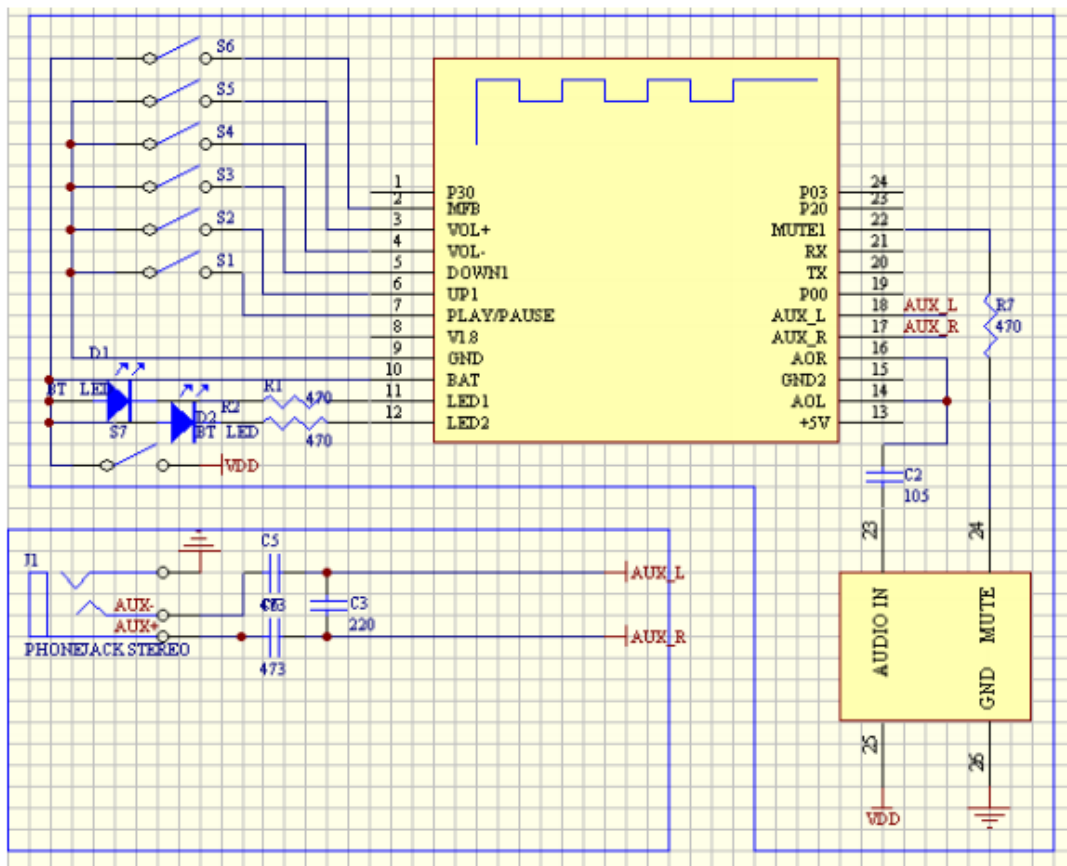 S6
S5
S4
S3
S2
S1
1
P30
P03
24
2
MFB
P20
23
3
VOL+
MUTE1
22
4
VOL-
RX
21
5
DOWN1
TX
20
6
UP1
P00
19
7
PLAY/PAUSE
AUX_L
18
AUX_L
8
V18
AUX_R
17
AUX_R
9
GND
AOR
16
10
BAT
GND2
15
11
LED1
AOL
14
12
LED2
+5V
13
R7
470
D1
BT LED
R1
470
R2
470
D2
BT LED
S7
VDD
C2
105
23
24
AUDIO IN
MUTE
GND
25
26
VDD
J1
AUX-
AUX+
PHONEJACK STEREO
C5
473
C3
220
AUX_L
AUX_R